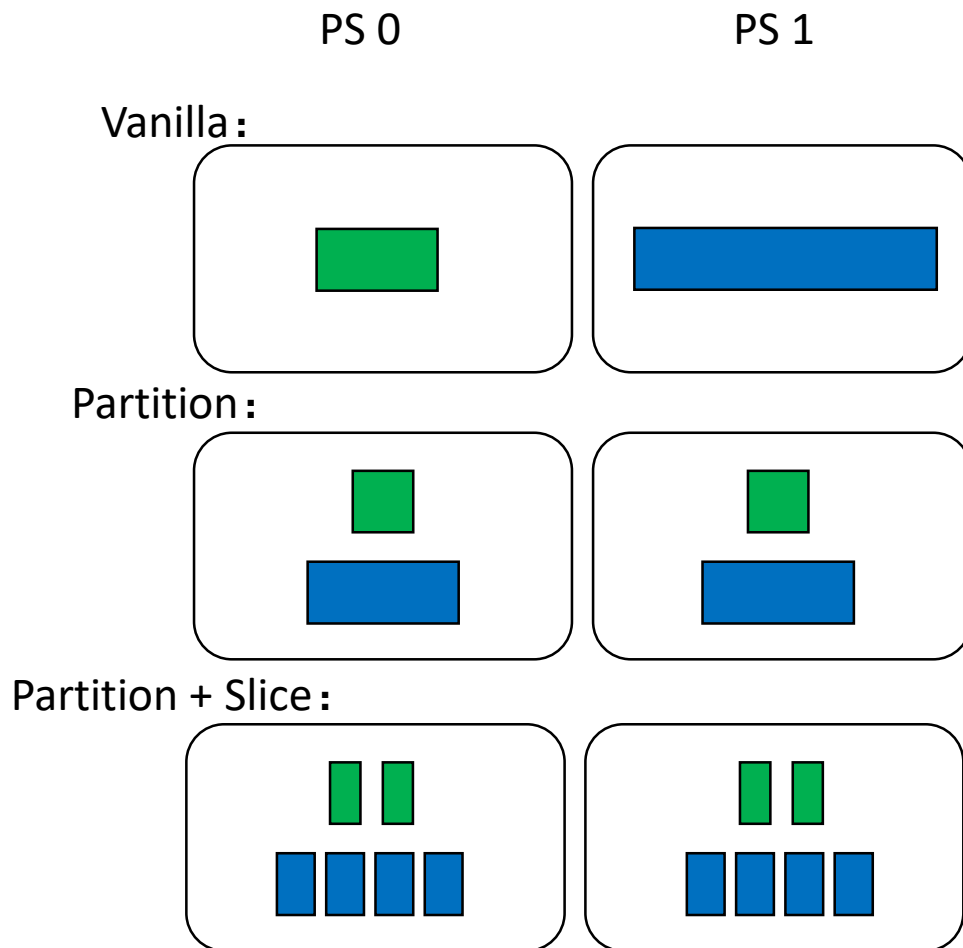 PS 0
PS 1
Vanilla:
Partition:
Partition + Slice: